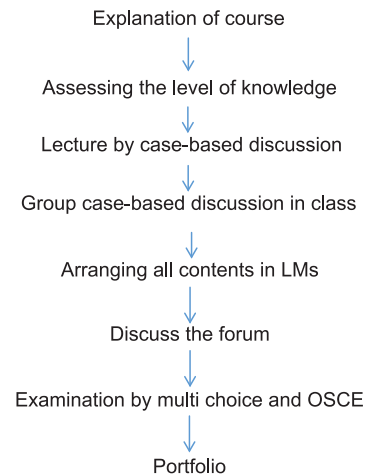 Explanation of course
Assessing the level of knowledge
Lecture by case-based discussion
Group case-based discussion in class
Arranging all contents in LMs
Discuss the forum
Examination by multi choice and OSCE
Portfolio